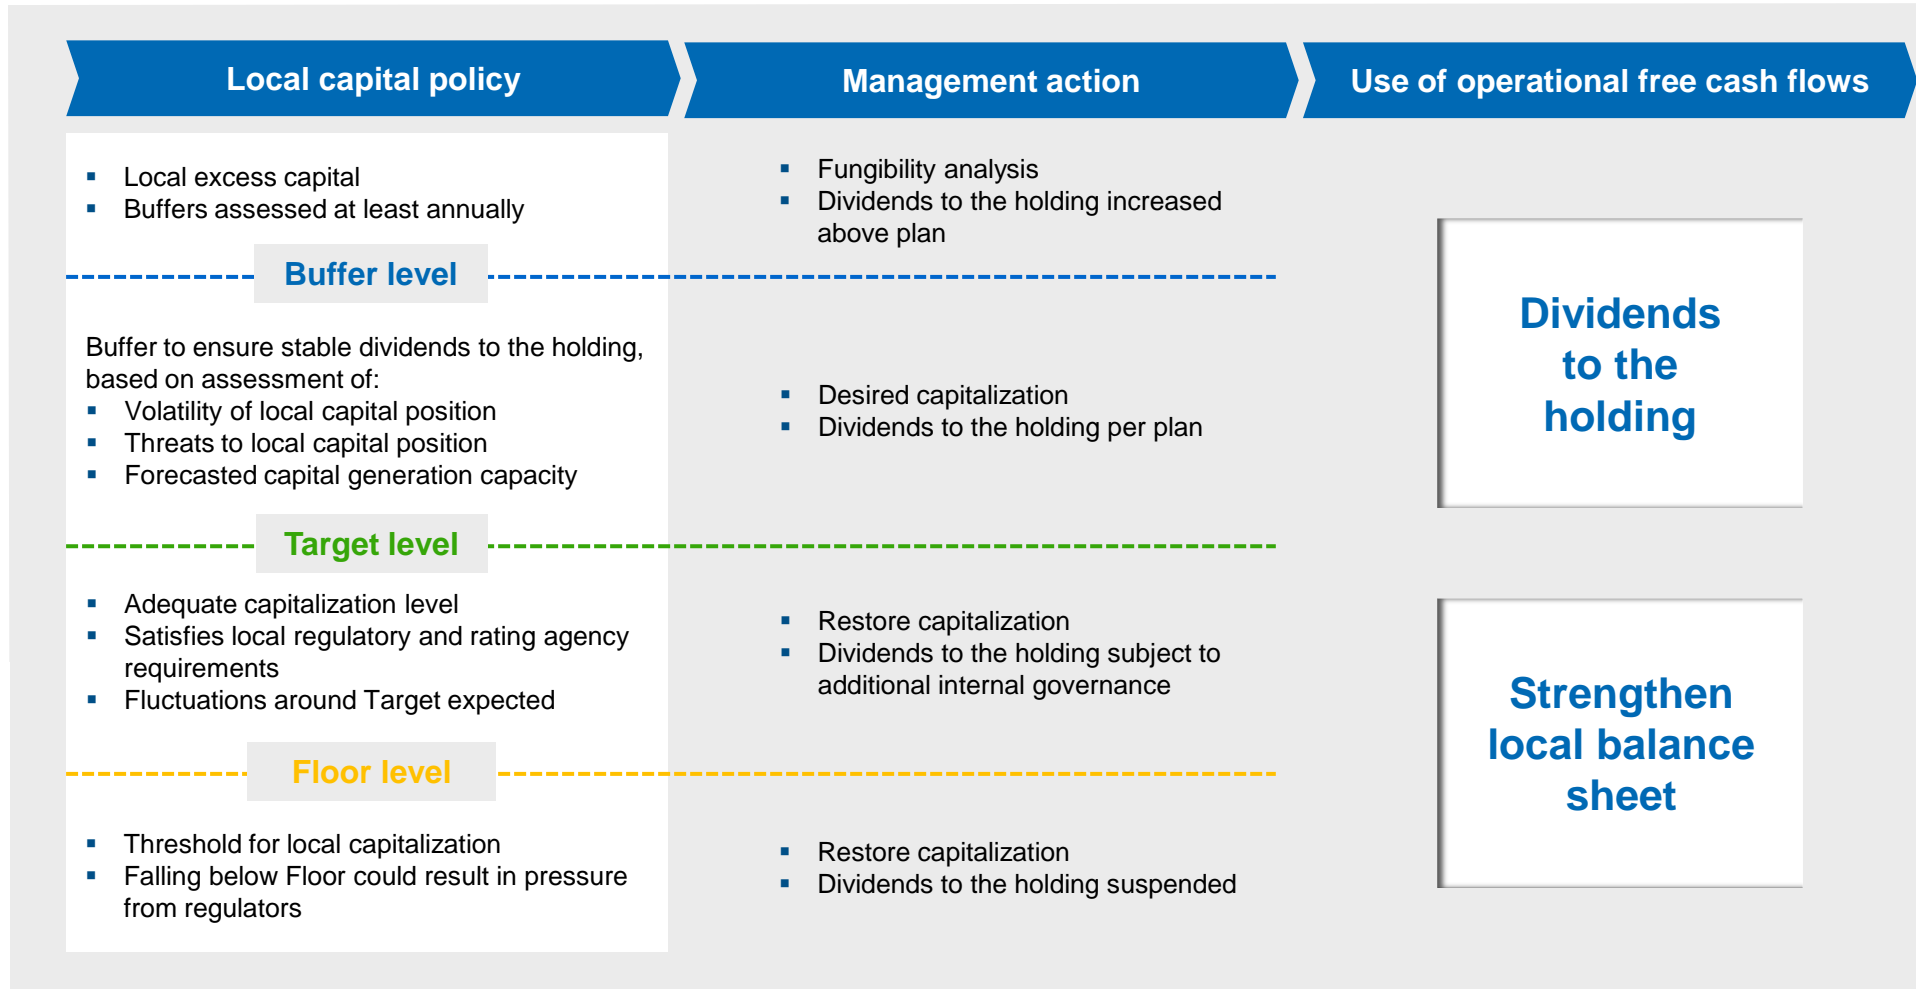 Local capital policy
Management action
Use of operational free cash flows
▪ Local excess capital
▪ Buffers assessed at least annually
▪ Fungibility analysis
▪ Dividends to the holding increased
above plan
Buffer level
Buffer to ensure stable dividends to the holding,
based on assessment of:
▪ Volatility of local capital position
▪ Threats to local capital position
▪ Forecasted capital generation capacity
▪ Desired capitalization
▪ Dividends to the holding per plan
Dividends
to the
holding
Target level
▪ Adequate capitalization level
▪ Satisfies local regulatory and rating agency
requirements
▪ Fluctuations around Target expected
▪ Restore capitalization
▪ Dividends to the holding subject to
additional internal governance
Strengthen
local balance
sheet
Floor level
▪ Threshold for local capitalization
▪ Falling below Floor could result in pressure
from regulators
▪ Restore capitalization
▪ Dividends to the holding suspended